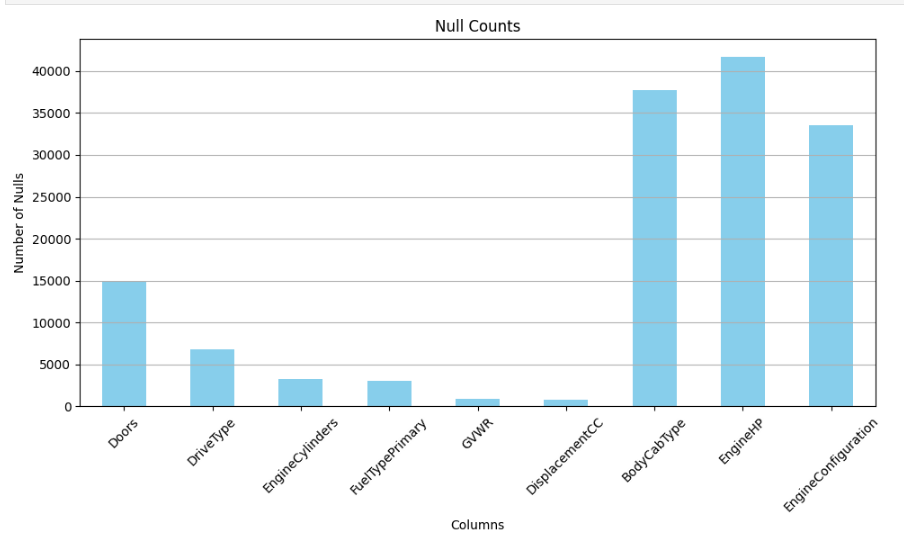 Null Counts
Number of Nulls
40000
35000
30000
25000
20000
15000
10000
5000
0
Doors
DriveType
EngineCylinders
FuelTypePrimary
GVWR
DisplacementCC
BodyCabType
EngineHP
EngineConfiguration
Columns